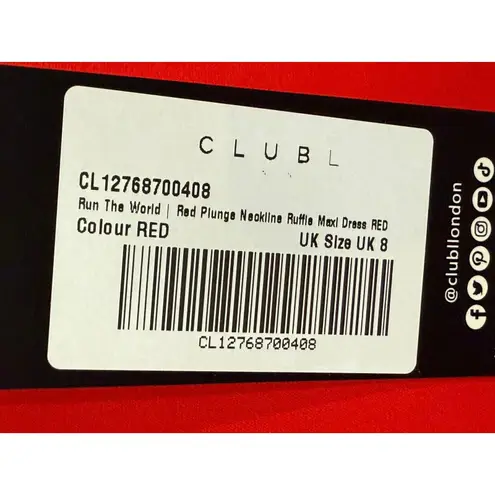 CLUBL
CL12768700408
Run The World | Red Plunge Neckline Ruffle Maxi Dress RED
Colour RED UK Size UK 8
CL12768700408
@clubllondon